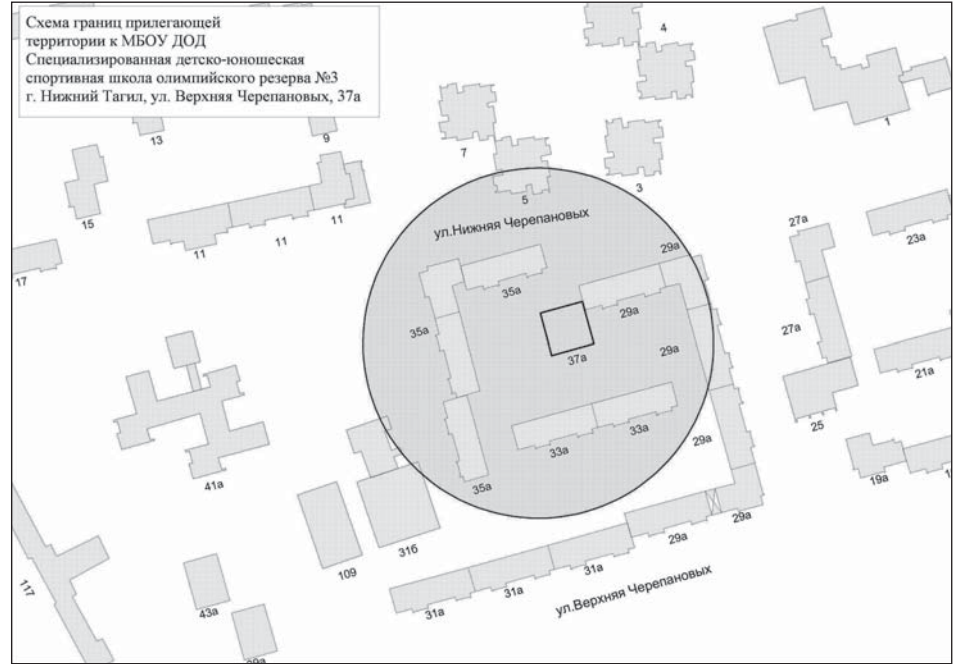 Схема границ прилегающей
территории к МБОУ ДОД
Специализированная детско-юношеская
спортивная школа олимпийского резерва №3
г. Нижний Тагил, ул. Верхняя Черепановых, 37а
4
1
13
9
7
3
15
5
11
11
11
ул.Нижняя Черепановых
27а
23а
29а
17
35а
29а
35а
27а
29а
37а
21а
33а
33а
25
29а
41а
35а
19а
29а
29а
31б
109
31а
31а
31а
ул.Верхняя Черепановых
117
43а